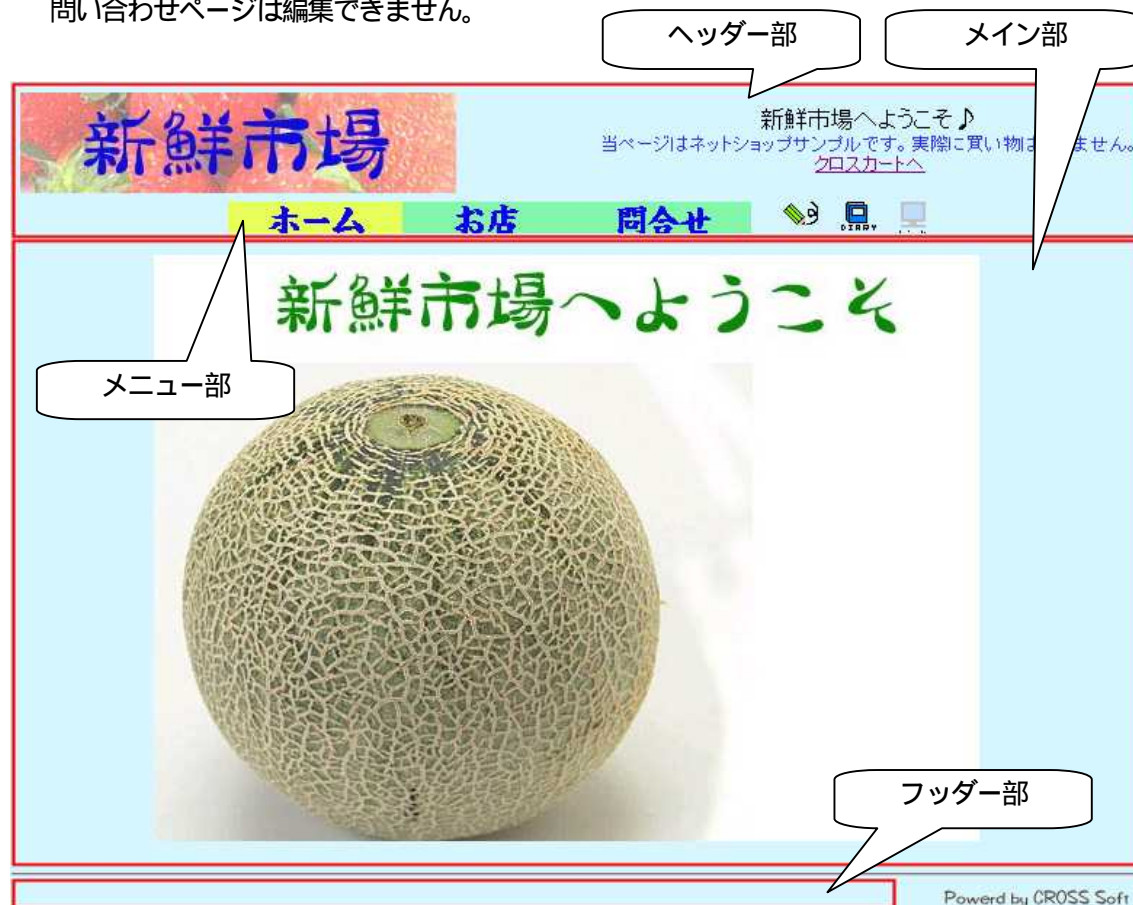 問い合わせページは編集できません。
ヘッダー部
メイン部
新鮮市場
新鮮市場へようこそ♪
当ページはネットショップサンプルです。実際に買い物は
ません。
クロスカートへ
ホーム
お店
問合せ
DIARY
新鮮市場へようこそ
メニュー部
フッダー部
Powerd by CROSS Soft